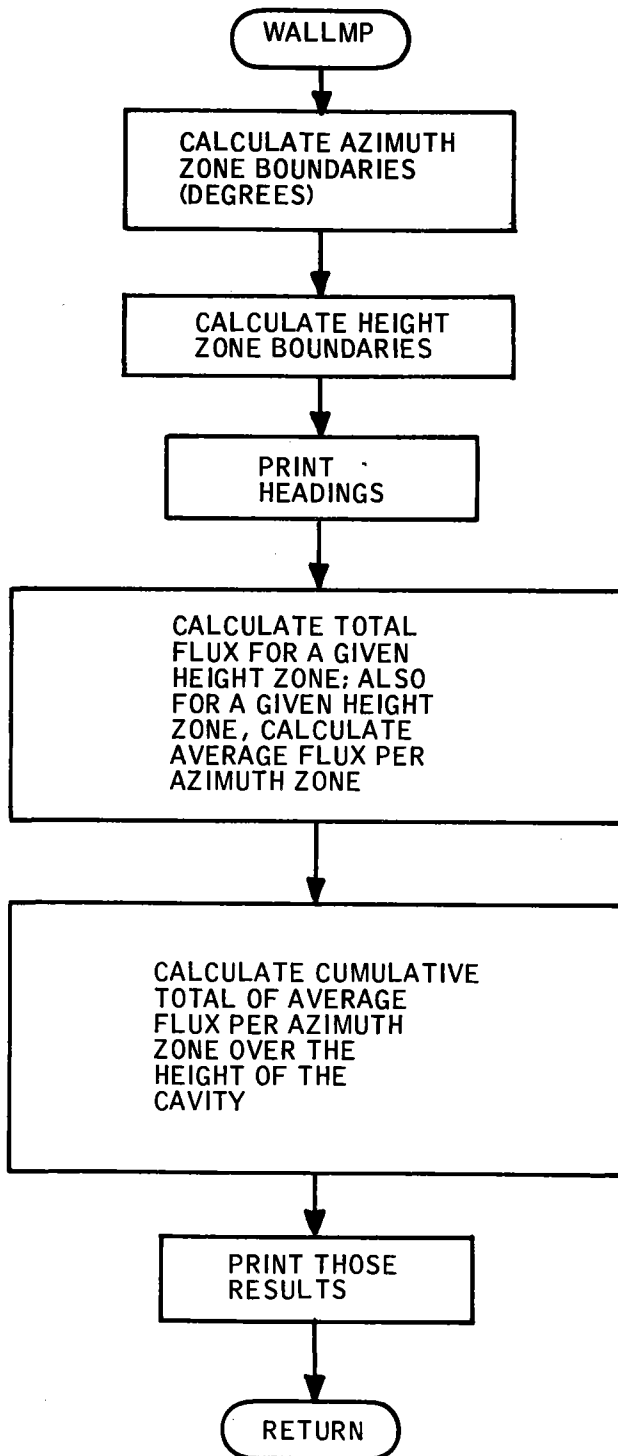 WALLMP
CALCULATE AZIMUTH
ZONE BOUNDARIES
(DEGREES)
CALCULATE HEIGHT
ZONE BOUNDARIES
PRINT
HEADINGS
CALCULATE TOTAL
FLUX FOR A GIVEN
HEIGHT ZONE; ALSO
FOR A GIVEN HEIGHT
ZONE, CALCULATE
AVERAGE FLUX PER
AZIMUTH ZONE
CALCULATE CUMULATIVE
TOTAL OF AVERAGE
FLUX PER AZIMUTH
ZONE OVER THE
HEIGHT OF THE
CAVITY
PRINT THOSE
RESULTS
RETURN